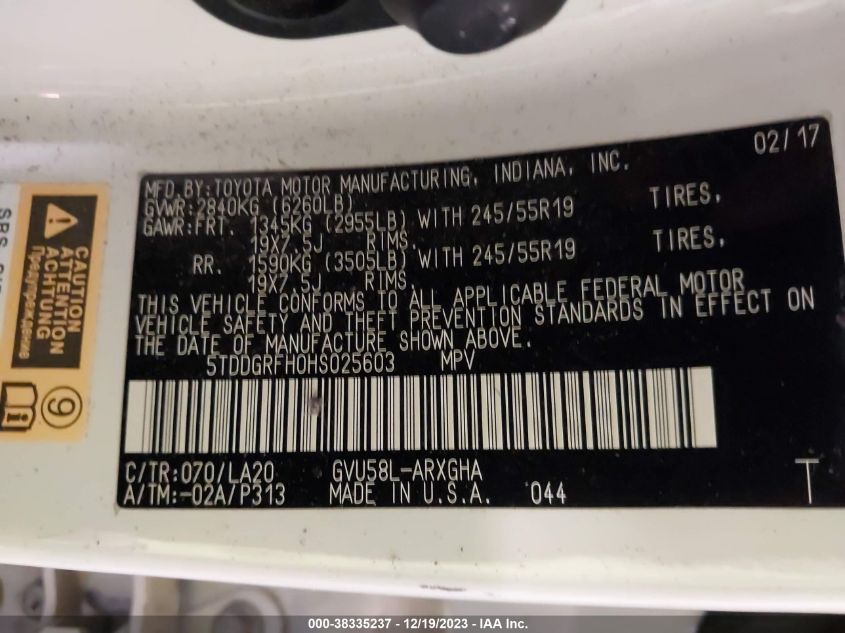 02/17
MFD.BY:TOYOTA MOTOR MANUFACTURING, INDIANA, INC.
GVWR:2840KG (6260LB)
GAWR:FRT. 1345KG (2955LB) WITH 245/55R19 TIRES,
19X7.5J RIMS.
RR. 1590KG (3505LB) WITH 245/55R19 TIRES,
19X7.5J RIMS.
THIS VEHICLE CONFORMS TO ALL APPLICABLE FEDERAL MOTOR
VEHICLE SAFETY AND THEFT PREVENTION STANDARDS IN EFFECT ON
THE DATE OF MANUFACTURE SHOWN ABOVE.
5TDDGRFH0HS025603 MPV
C/TR:070/LA20 GVU58L-ARXGHA
A/TM:-02A/P313 MADE IN U.S.A. 044 T
CAUTION
ATTENTION
ACHTUNG
Предупреждение
9
000-38335237 - 12/19/2023 - IAA Inc.